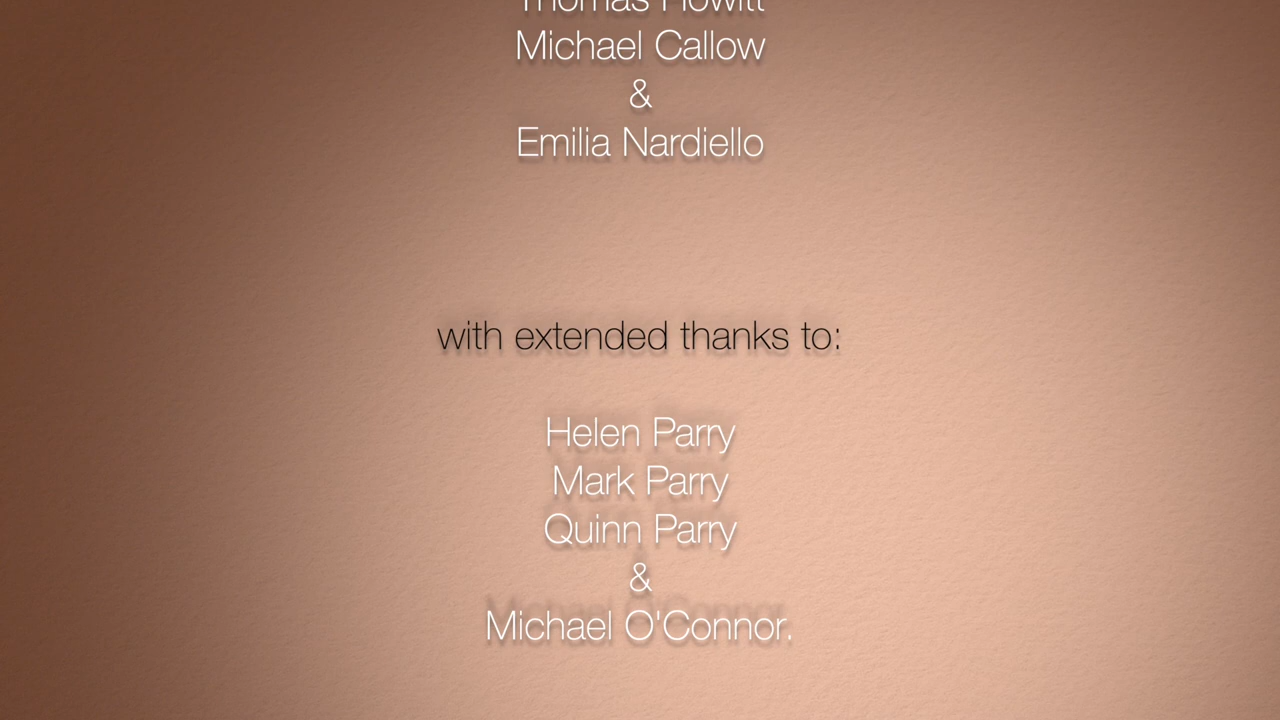 Thomas Howitt
Michael Callow
&
Emilia Nardiello
with extended thanks to:
Helen Parry
Mark Parry
Quinn Parry
&
Michael O'Connor.